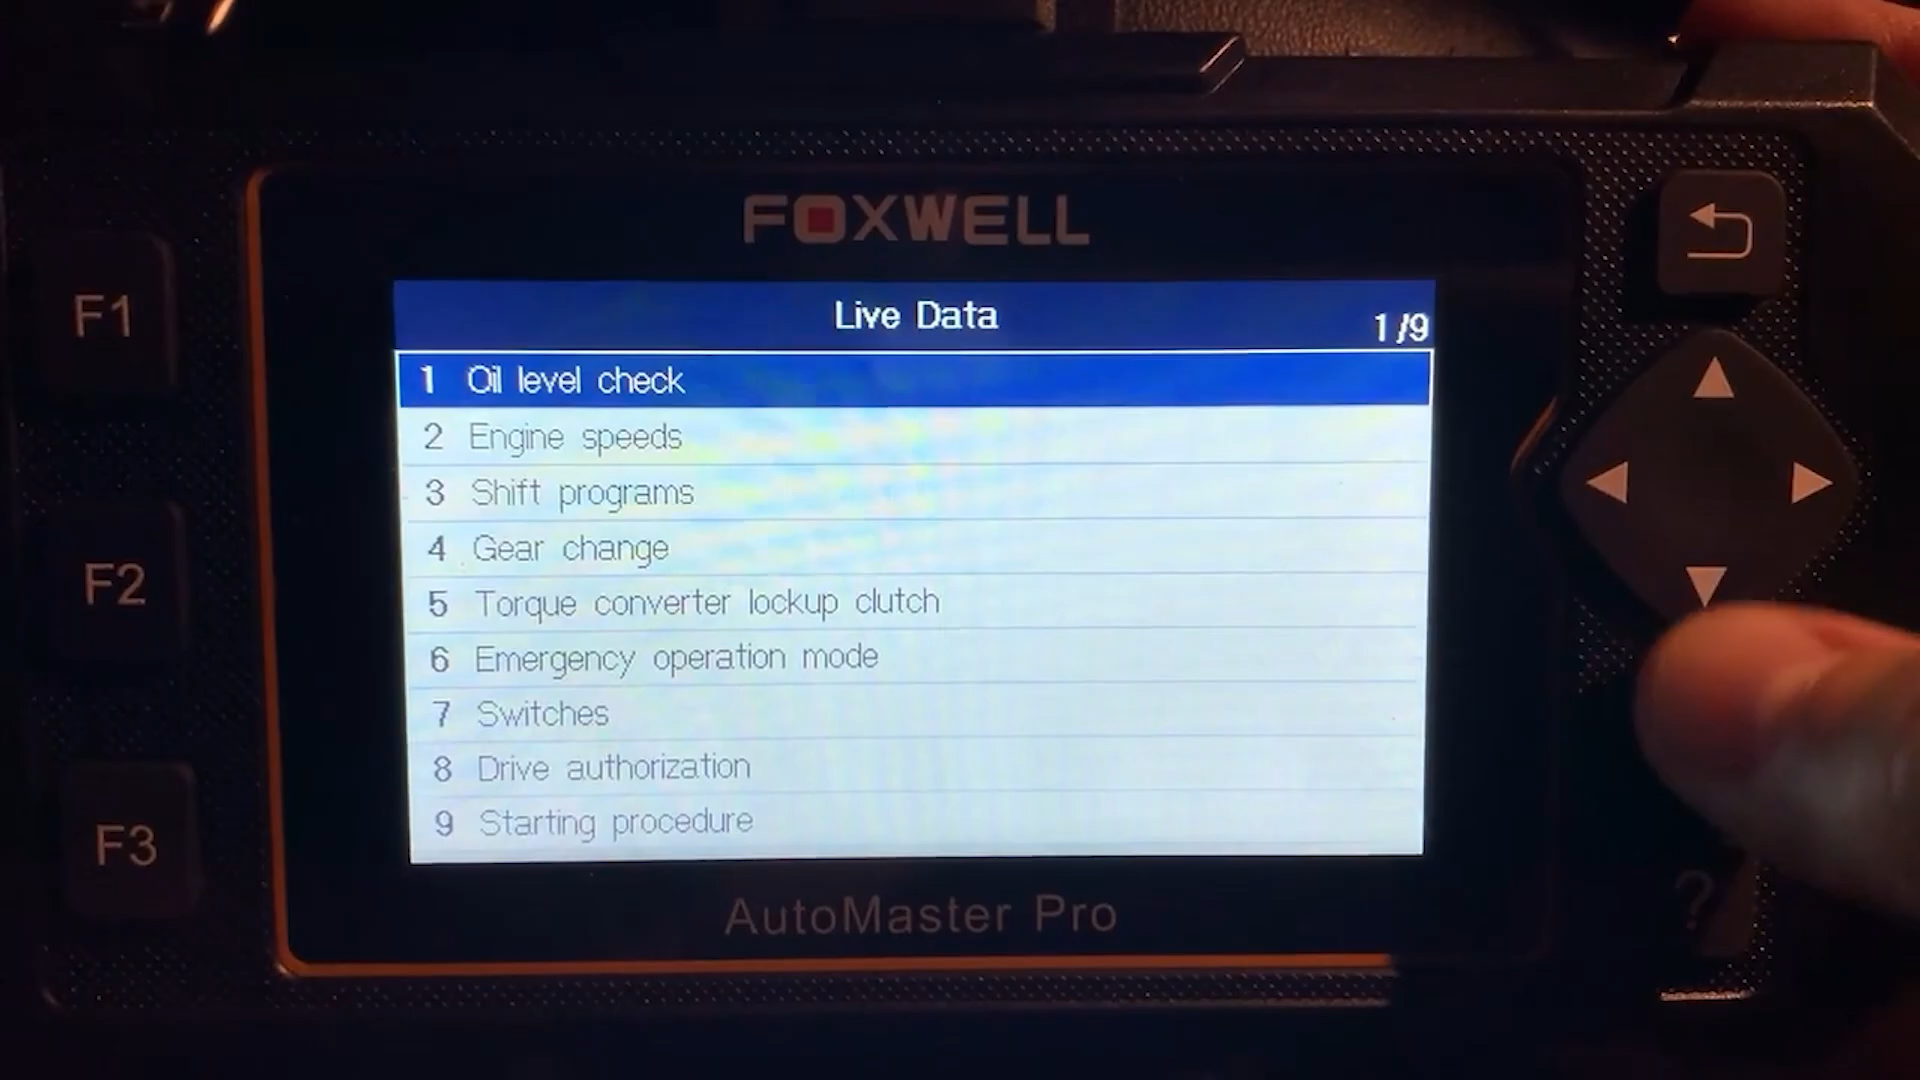 FOXWELL
Live Data
1/9
1 Oil level check
2 Engine speeds
3 Shift programs
4 Gear change
5 Torque converter lockup clutch
6 Emergency operation mode
7 Switches
8 Drive authorization
9 Starting procedure
AutoMaster Pro
F1
F2
F3
?